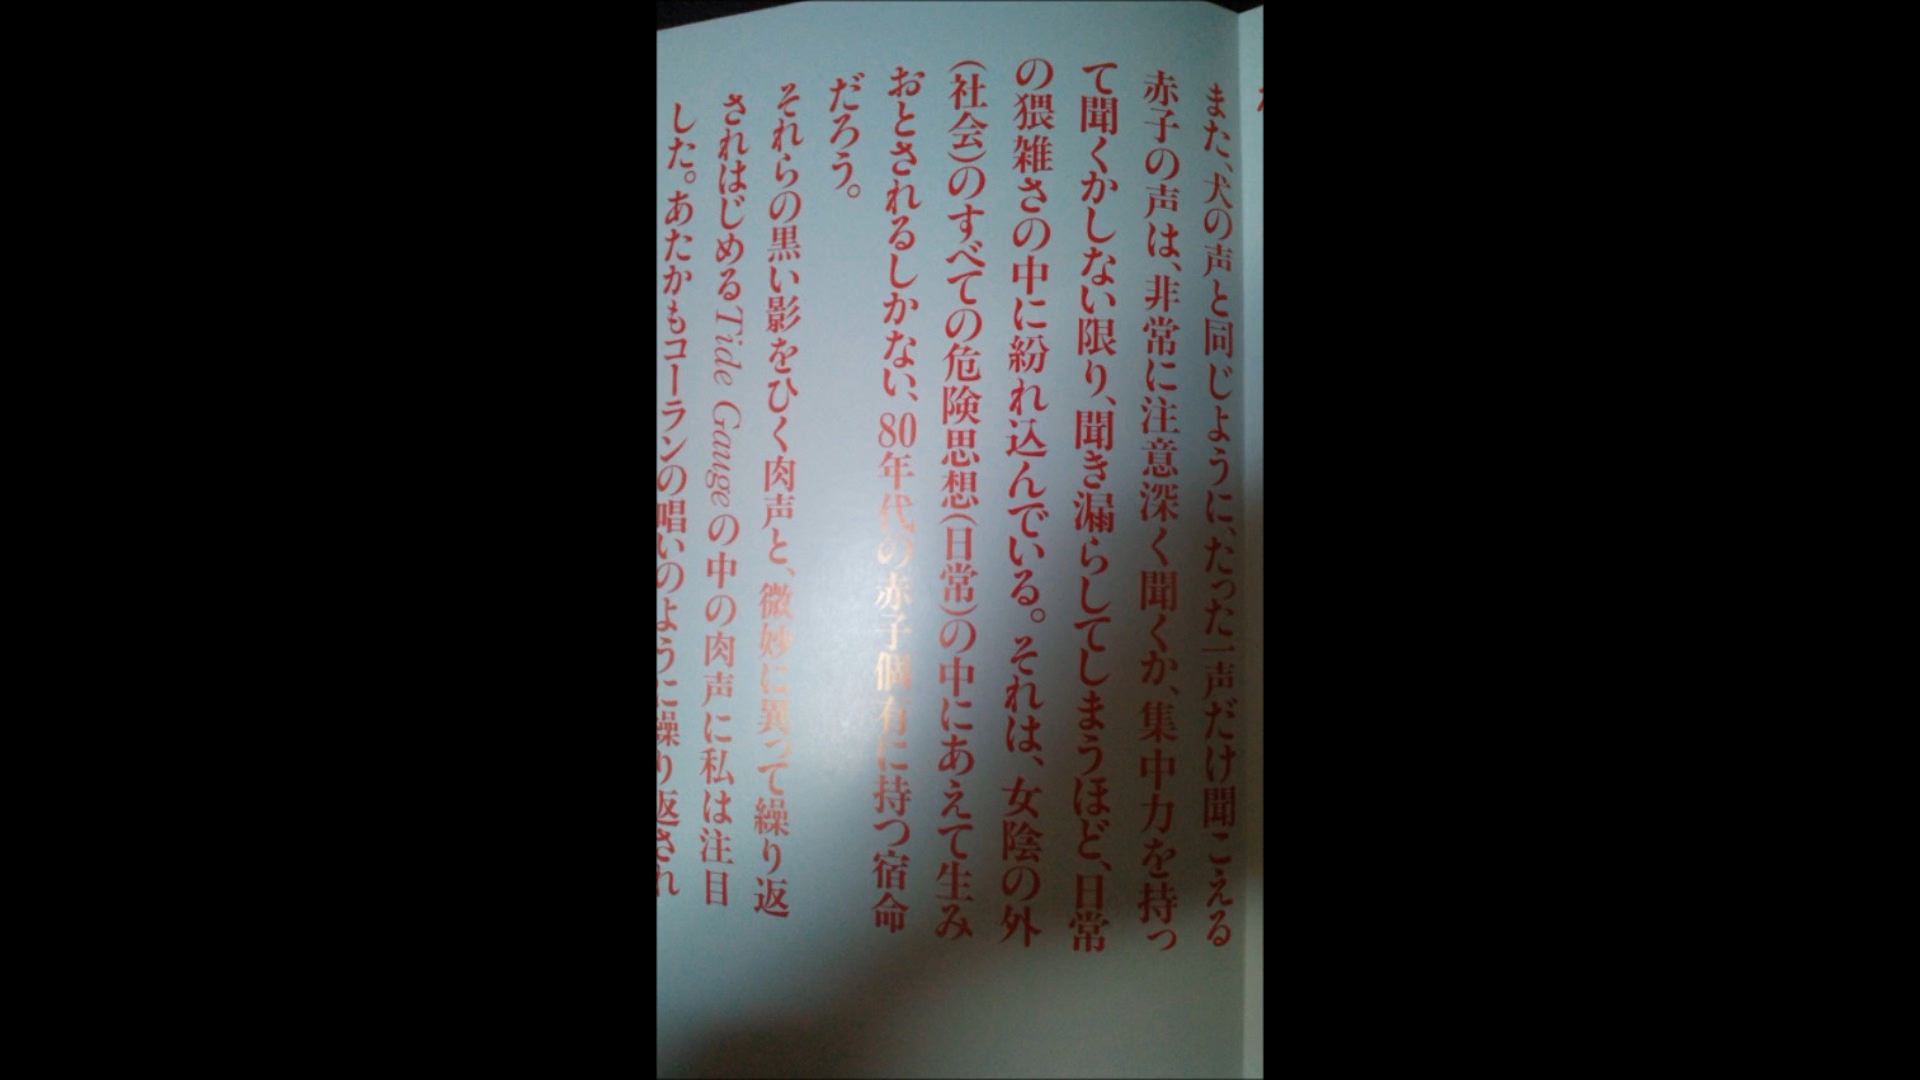 また、犬の声と同じように、たった一声だけ聞こえる
赤子の声は、非常に注意深く聞くか、集中力を持っ
て聞くかしない限り、聞き漏らしてしまうほど、日常
の猥雑さの中に紛れ込んでいる。それは、女陰の外
(社会)のすべての危険思想(日常)の中にあえて生み
おとされるしかない、80年代の赤子個有に持つ宿命
だろう。
それらの黒い影をひく肉声と、微妙に異って繰り返
されはじめるTide Gaugeの中の肉声に私は注目
した。あたかもコーランの唱いのように繰り返され